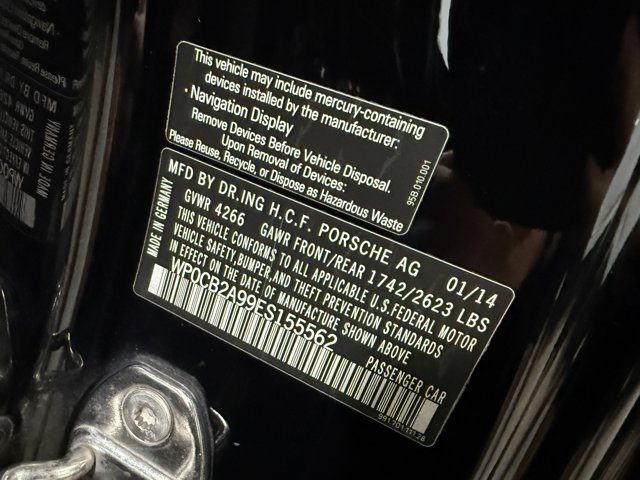 This vehicle may include mercury-containing
devices installed by the manufacturer:
• Navigation Display
Remove Devices Before Vehicle Disposal.
Upon Removal of Devices:
Please Reuse, Recycle, or Dispose as Hazardous Waste
958.010.001
MFD BY DR.ING H.C.F. PORSCHE AG 01/14
GVWR 4266 GAWR FRONT/REAR 1742/2623 LBS
THIS VEHICLE CONFORMS TO ALL APPLICABLE U.S.FEDERAL MOTOR
VEHICLE SAFETY,BUMPER,AND THEFT PREVENTION STANDARDS
IN EFFECT ON THE DATE OF MANUFACTURE SHOWN ABOVE
MADE IN GERMANY
WP0CB2A99ES155562
PASSENGER CAR